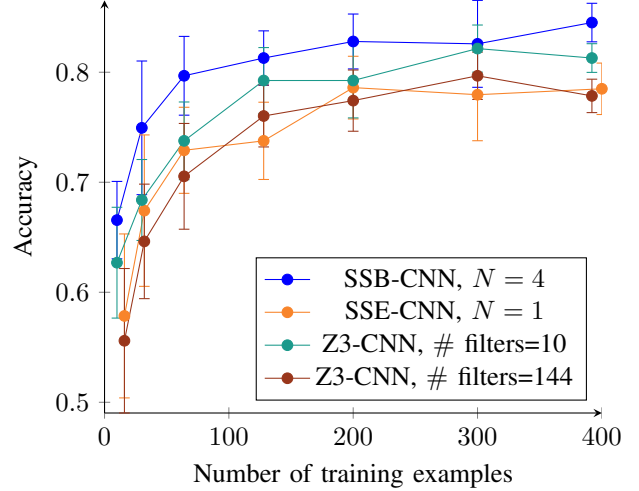 0.8
0.7
0.6
0.5
Accuracy
SSB-CNN, N = 4
SSE-CNN, N = 1
Z3-CNN, # filters=10
Z3-CNN, # filters=144
0 100 200 300 400
Number of training examples